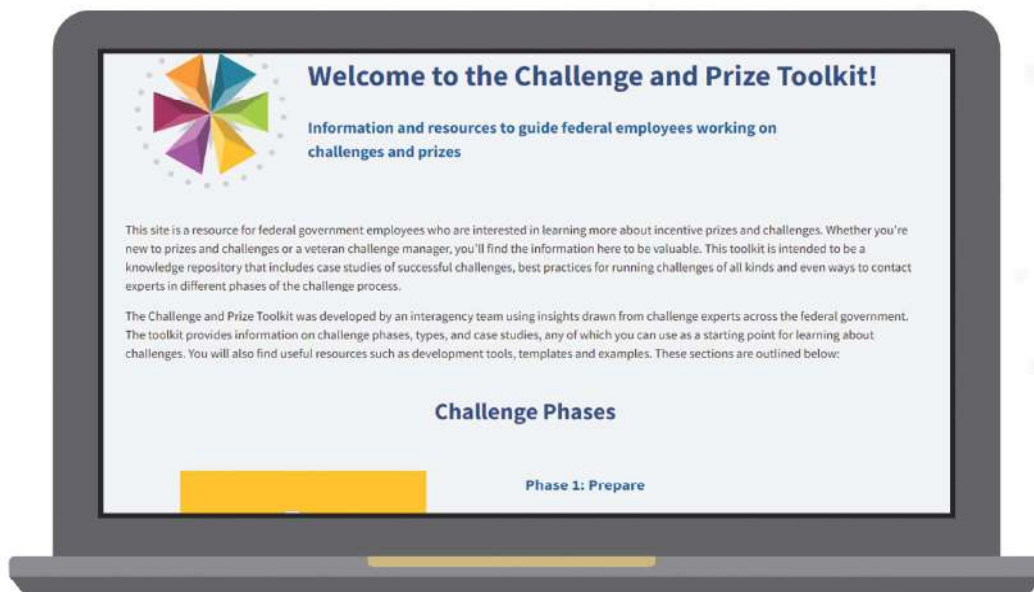 Welcome to the Challenge and Prize Toolkit!
Information and resources to guide federal employees working on
challenges and prizes
This site is a resource for federal government employees who are interested in learning more about incentive prizes and challenges. Whether you're
new to prizes and challenges or a veteran challenge manager, you'll find the information here to be valuable. This toolkit is intended to be a
knowledge repository that includes case studies of successful challenges, best practices for running challenges of all kinds and even ways to contact
experts in different phases of the challenge process.
The Challenge and Prize Toolkit was developed by an interagency team using insights drawn from challenge experts across the federal government.
The toolkit provides information on challenge phases, types, and case studies, any of which you can use as a starting point for learning about
challenges. You will also find useful resources such as development tools, templates and examples. These sections are outlined below:
Challenge Phases
Phase 1: Prepare